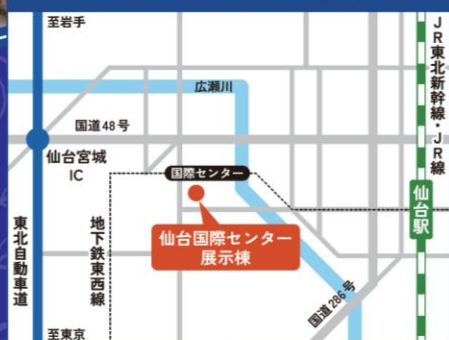 至岩手
JR東北新幹線・JR線
広瀬川
国道48号
仙台宮城
IC
国際センター
仙台駅
仙台国際センター
展示棟
東北自動車道
地下鉄東西線
国道286号
至東京